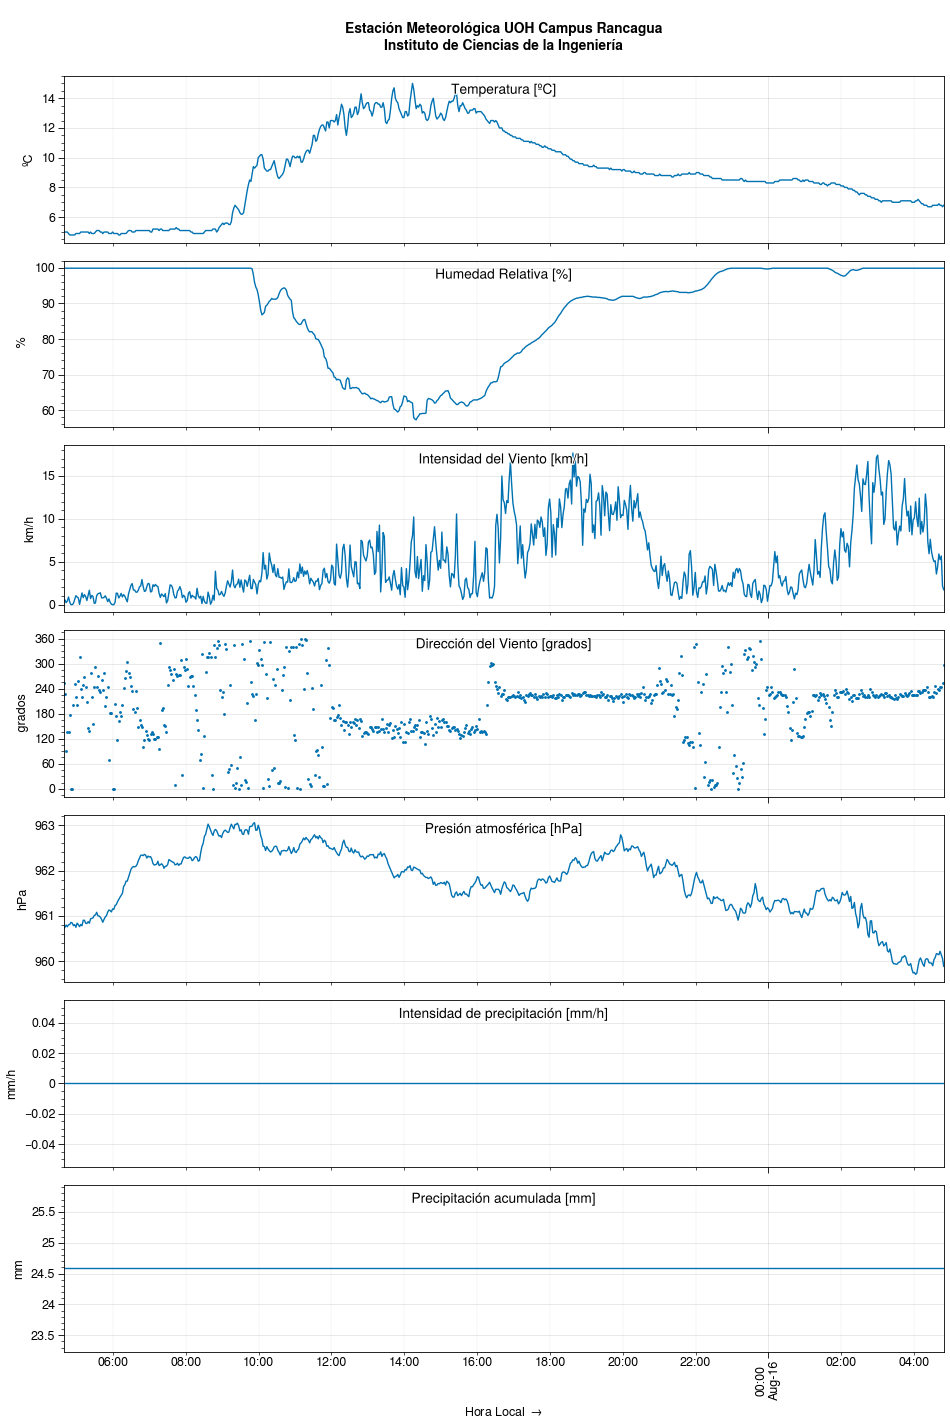 Estación Meteorológica UOH Campus Rancagua
Instituto de Ciencias de la Ingeniería
Temperatura [ºC]
14
12
10
8
6
ºC
Humedad Relativa [%]
100
90
80
70
60
%
Intensidad del Viento [km/h]
15
10
5
0
km/h
Dirección del Viento [grados]
360
300
240
180
120
60
0
grados
Presión atmosférica [hPa]
963
962
961
960
hPa
Intensidad de precipitación [mm/h]
0.04
0.02
0
−0.02
−0.04
mm/h
Precipitación acumulada [mm]
25.5
25
24.5
24
23.5
mm
06:00 08:00 10:00 12:00 14:00 16:00 18:00 20:00 22:00 00:00 02:00 04:00
Aug-16
Hora Local →